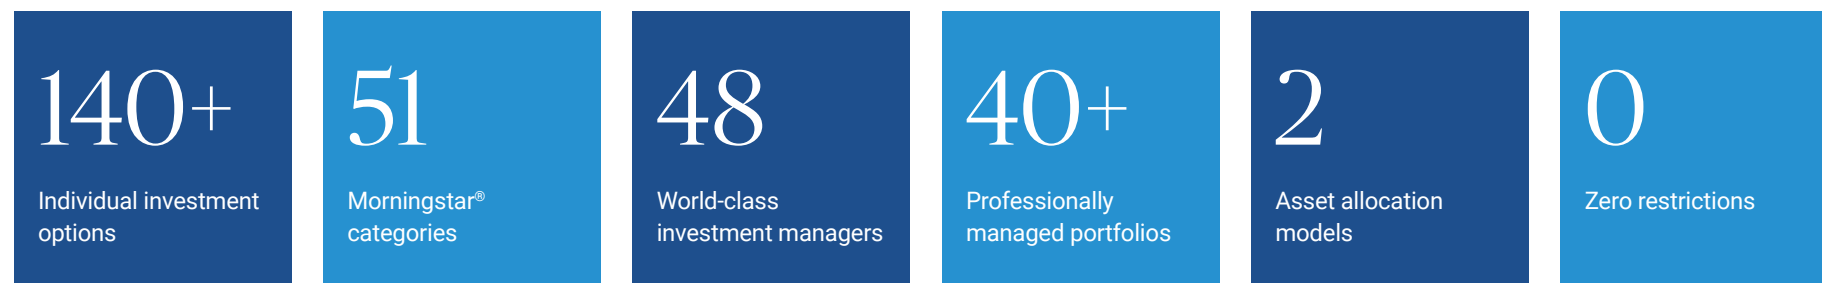 140+
Individual investment
options
51
Morningstar®
categories
48
World-class
investment managers
40+
Professionally
managed portfolios
2
Asset allocation
models
0
Zero restrictions